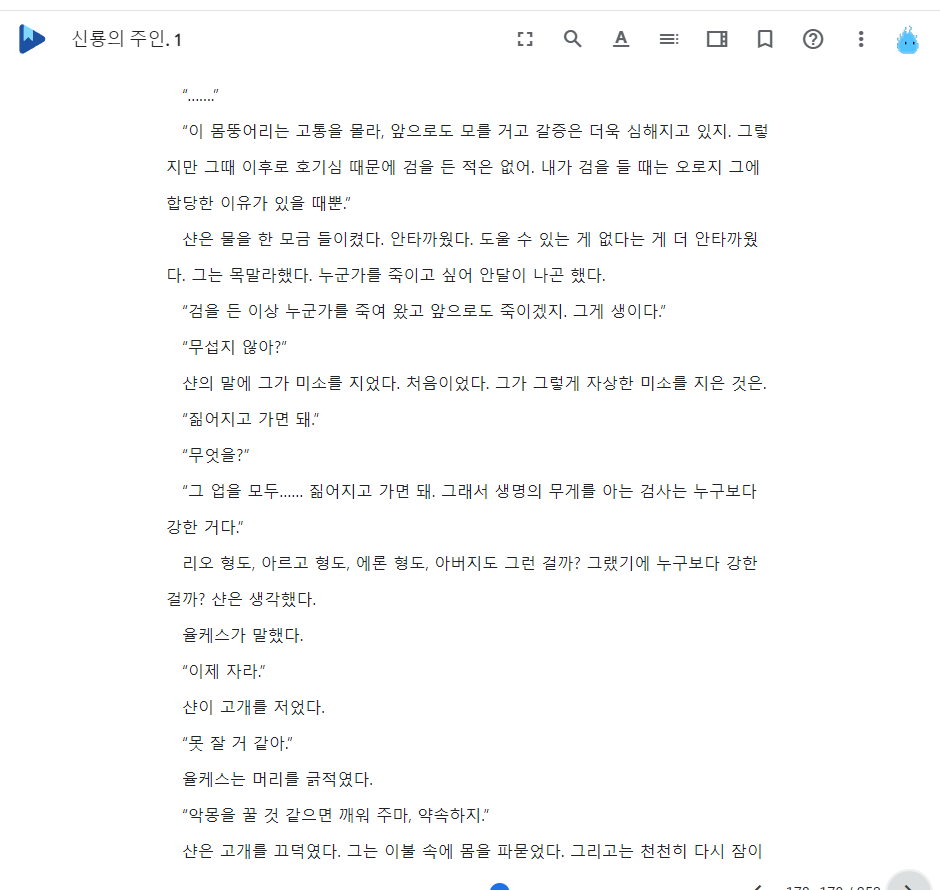 신룡의 주인. 1
“…….”
“이 몸뚱어리는 고통을 몰라, 앞으로도 모를 거고 갈증은 더욱 심해지고 있지. 그렇
지만 그때 이후로 호기심 때문에 검을 든 적은 없어. 내가 검을 들 때는 오로지 그에
합당한 이유가 있을 때뿐.”
샨은 물을 한 모금 들이켰다. 안타까웠다. 도울 수 있는 게 없다는 게 더 안타까웠
다. 그는 목말라했다. 누군가를 죽이고 싶어 안달이 나곤 했다.
“검을 든 이상 누군가를 죽여 왔고 앞으로도 죽이겠지. 그게 생이다.”
“무섭지 않아?”
샨의 말에 그가 미소를 지었다. 처음이었다. 그가 그렇게 자상한 미소를 지은 것은.
“짊어지고 가면 돼.”
“무엇을?”
“그 업을 모두…… 짊어지고 가면 돼. 그래서 생명의 무게를 아는 검사는 누구보다
강한 거다.”
리오 형도, 아르고 형도, 에론 형도, 아버지도 그런 걸까? 그랬기에 누구보다 강한
걸까? 샨은 생각했다.
율케스가 말했다.
“이제 자라.”
샨이 고개를 저었다.
“못 잘 거 같아.”
율케스는 머리를 긁적였다.
“악몽을 꿀 것 같으면 깨워 주마, 약속하지.”
샨은 고개를 끄덕였다. 그는 이불 속에 몸을 파묻었다. 그리고는 천천히 다시 잠이